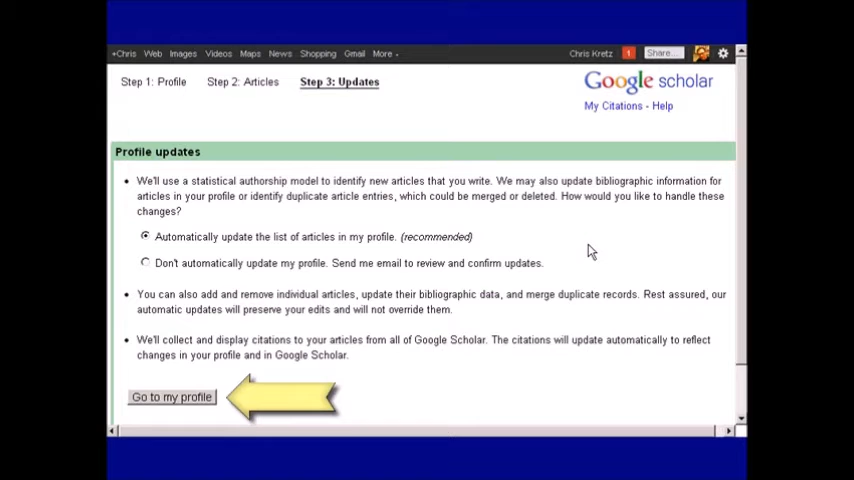 +Chris Web Images Videos Maps News Shopping Gmail More Chris Kretz 1 Share...
Step 1: Profile Step 2: Articles Step 3: Updates
Google scholar
My Citations - Help
Profile updates
• We'll use a statistical authorship model to identify new articles that you write. We may also update bibliographic information for
articles in your profile or identify duplicate article entries, which could be merged or deleted. How would you like to handle these
changes?
Automatically update the list of articles in my profile. (recommended)
Don't automatically update my profile. Send me email to review and confirm updates.
• You can also add and remove individual articles, update their bibliographic data, and merge duplicate records. Rest assured, our
automatic updates will preserve your edits and will not override them.
• We'll collect and display citations to your articles from all of Google Scholar. The citations will update automatically to reflect
changes in your profile and in Google Scholar.
Go to my profile